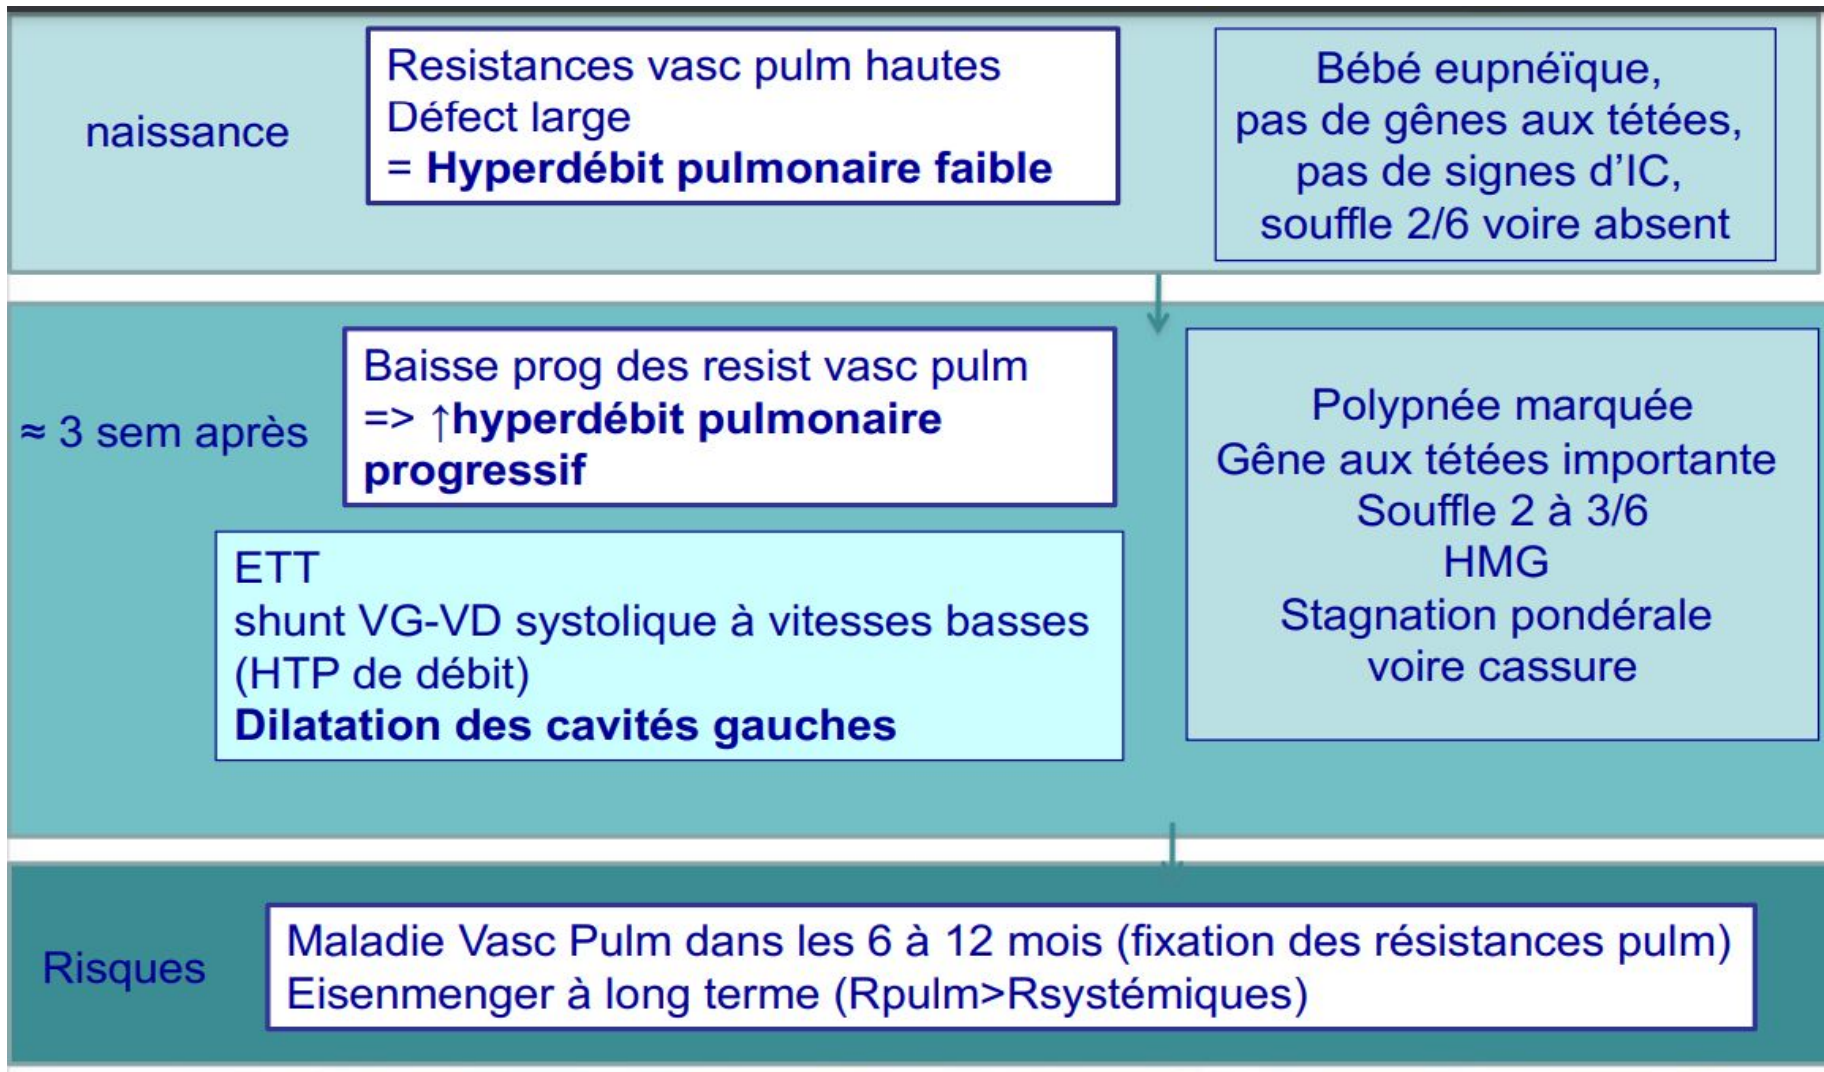 naissance
Resistances vasc pulm hautes
Défect large
= Hyperdébit pulmonaire faible
Bébé eupnéïque,
pas de gênes aux tétées,
pas de signes d’IC,
souffle 2/6 voire absent
≈ 3 sem après
Baisse prog des resist vasc pulm
=> ↑hyperdébit pulmonaire
progressif
ETT
shunt VG-VD systolique à vitesses basses
(HTP de débit)
Dilatation des cavités gauches
Polypnée marquée
Gêne aux tétées importante
Souffle 2 à 3/6
HMG
Stagnation pondérale
voire cassure
Risques
Maladie Vasc Pulm dans les 6 à 12 mois (fixation des résistances pulm)
Eisenmenger à long terme (Rpulm>Rsystémiques)